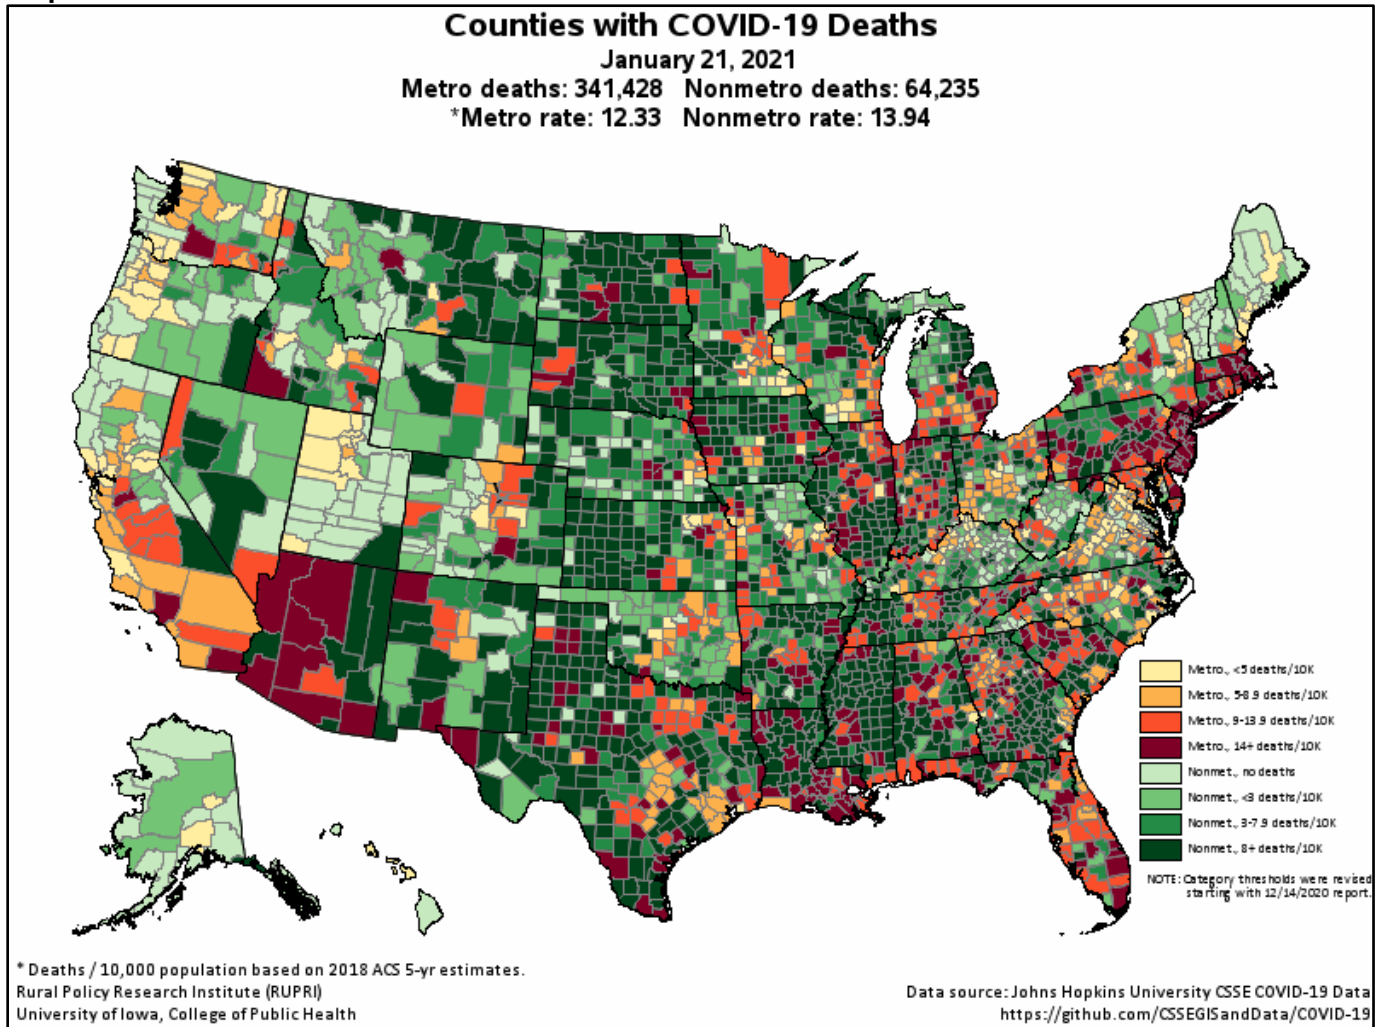 Counties with COVID-19 Deaths
January 21, 2021
Metro deaths: 341,428 Nonmetro deaths: 64,235
*Metro rate: 12.33 Nonmetro rate: 13.94
Metro., <5 deaths/10K
Metro., 5-8.9 deaths/10K
Metro., 9-13.9 deaths/10K
Metro., 14+ deaths/10K
Nonmet., no deaths
Nonmet., <3 deaths/10K
Nonmet., 3-7.9 deaths/10K
Nonmet., 8+ deaths/10K
NOTE: Category thresholds were revised
starting with 12/14/2020 report.
* Deaths / 10,000 population based on 2018 ACS 5-yr estimates.
Rural Policy Research Institute (RUPRI)
University of Iowa, College of Public Health
Data source: Johns Hopkins University CSSE COVID-19 Data
https://github.com/CSSEGISandData/COVID-19